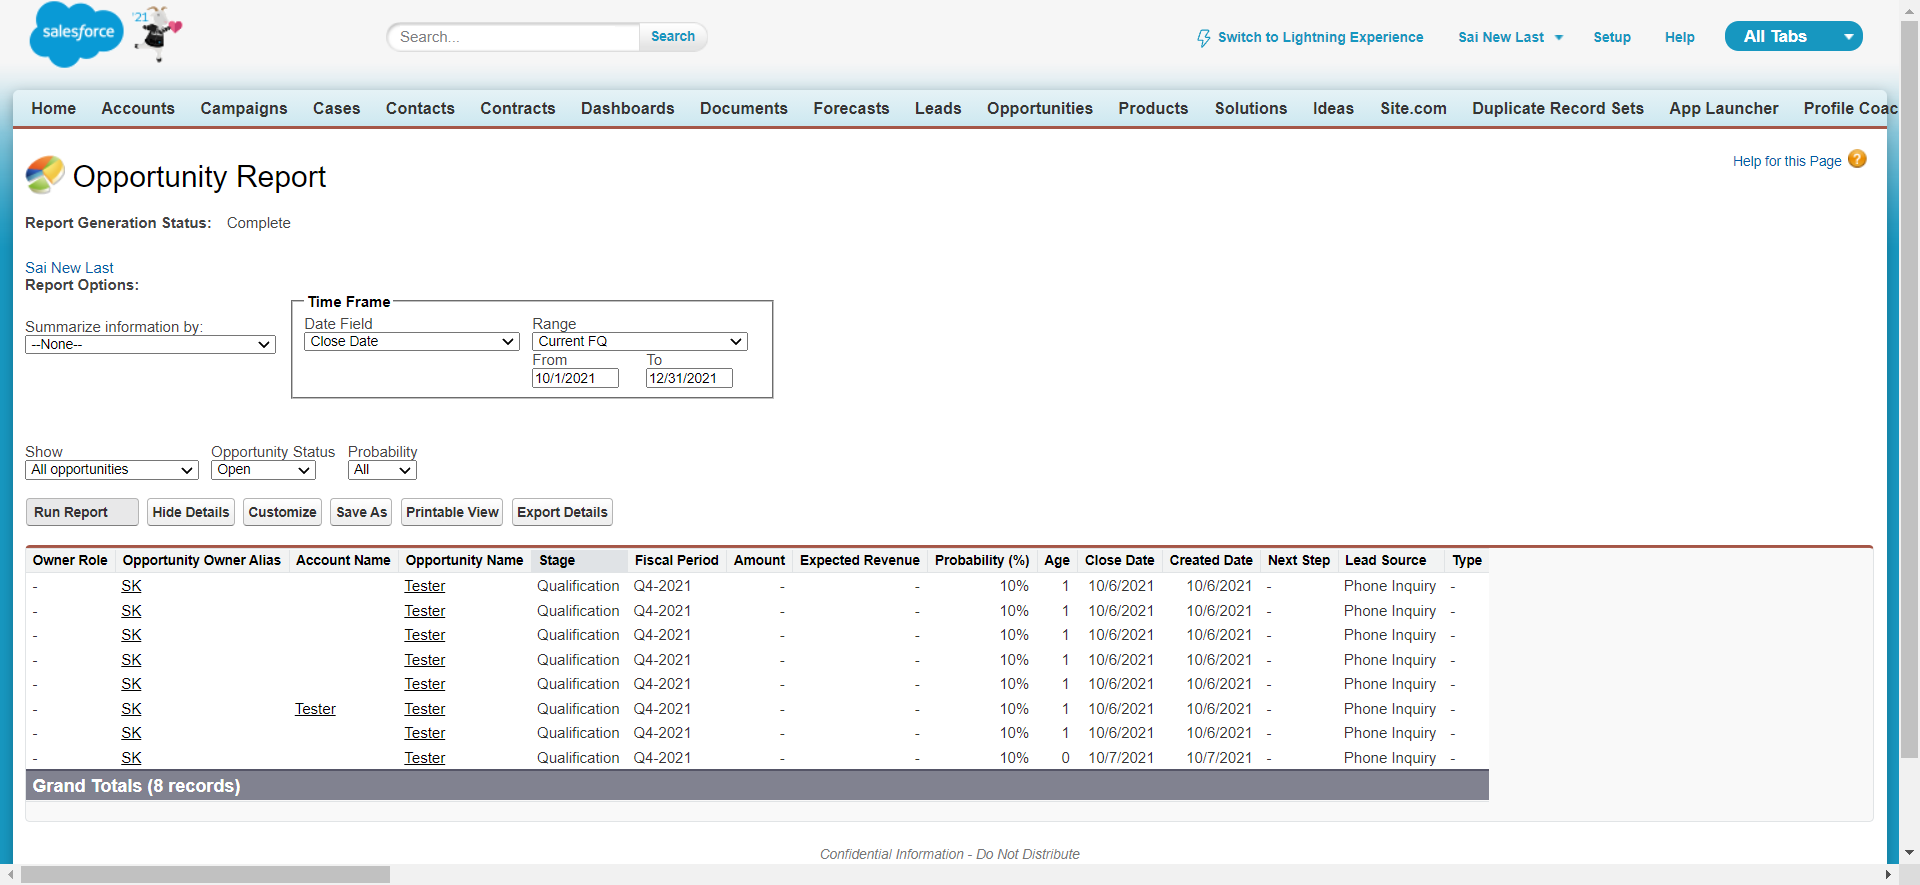 salesforce '21
Search... Search
Switch to Lightning Experience Sai New Last Setup Help All Tabs
Home Accounts Campaigns Cases Contacts Contracts Dashboards Documents Forecasts Leads Opportunities Products Solutions Ideas Site.com Duplicate Record Sets App Launcher Profile Coac
Opportunity Report
Help for this Page ?
Report Generation Status: Complete
Sai New Last
Report Options:
Summarize information by:
--None--
Time Frame
Date Field Range
Close Date Current FQ
From To
10/1/2021 12/31/2021
Show Opportunity Status Probability
All opportunities Open All
Run Report Hide Details Customize Save As Printable View Export Details
Owner Role Opportunity Owner Alias Account Name Opportunity Name Stage Fiscal Period Amount Expected Revenue Probability (%) Age Close Date Created Date Next Step Lead Source Type
- SK Tester Qualification Q4-2021 - - 10% 1 10/6/2021 10/6/2021 - Phone Inquiry -
- SK Tester Qualification Q4-2021 - - 10% 1 10/6/2021 10/6/2021 - Phone Inquiry -
- SK Tester Qualification Q4-2021 - - 10% 1 10/6/2021 10/6/2021 - Phone Inquiry -
- SK Tester Qualification Q4-2021 - - 10% 1 10/6/2021 10/6/2021 - Phone Inquiry -
- SK Tester Qualification Q4-2021 - - 10% 1 10/6/2021 10/6/2021 - Phone Inquiry -
- SK Tester Tester Qualification Q4-2021 - - 10% 1 10/6/2021 10/6/2021 - Phone Inquiry -
- SK Tester Qualification Q4-2021 - - 10% 1 10/6/2021 10/6/2021 - Phone Inquiry -
- SK Tester Qualification Q4-2021 - - 10% 0 10/7/2021 10/7/2021 - Phone Inquiry -
Grand Totals (8 records)
Confidential Information - Do Not Distribute